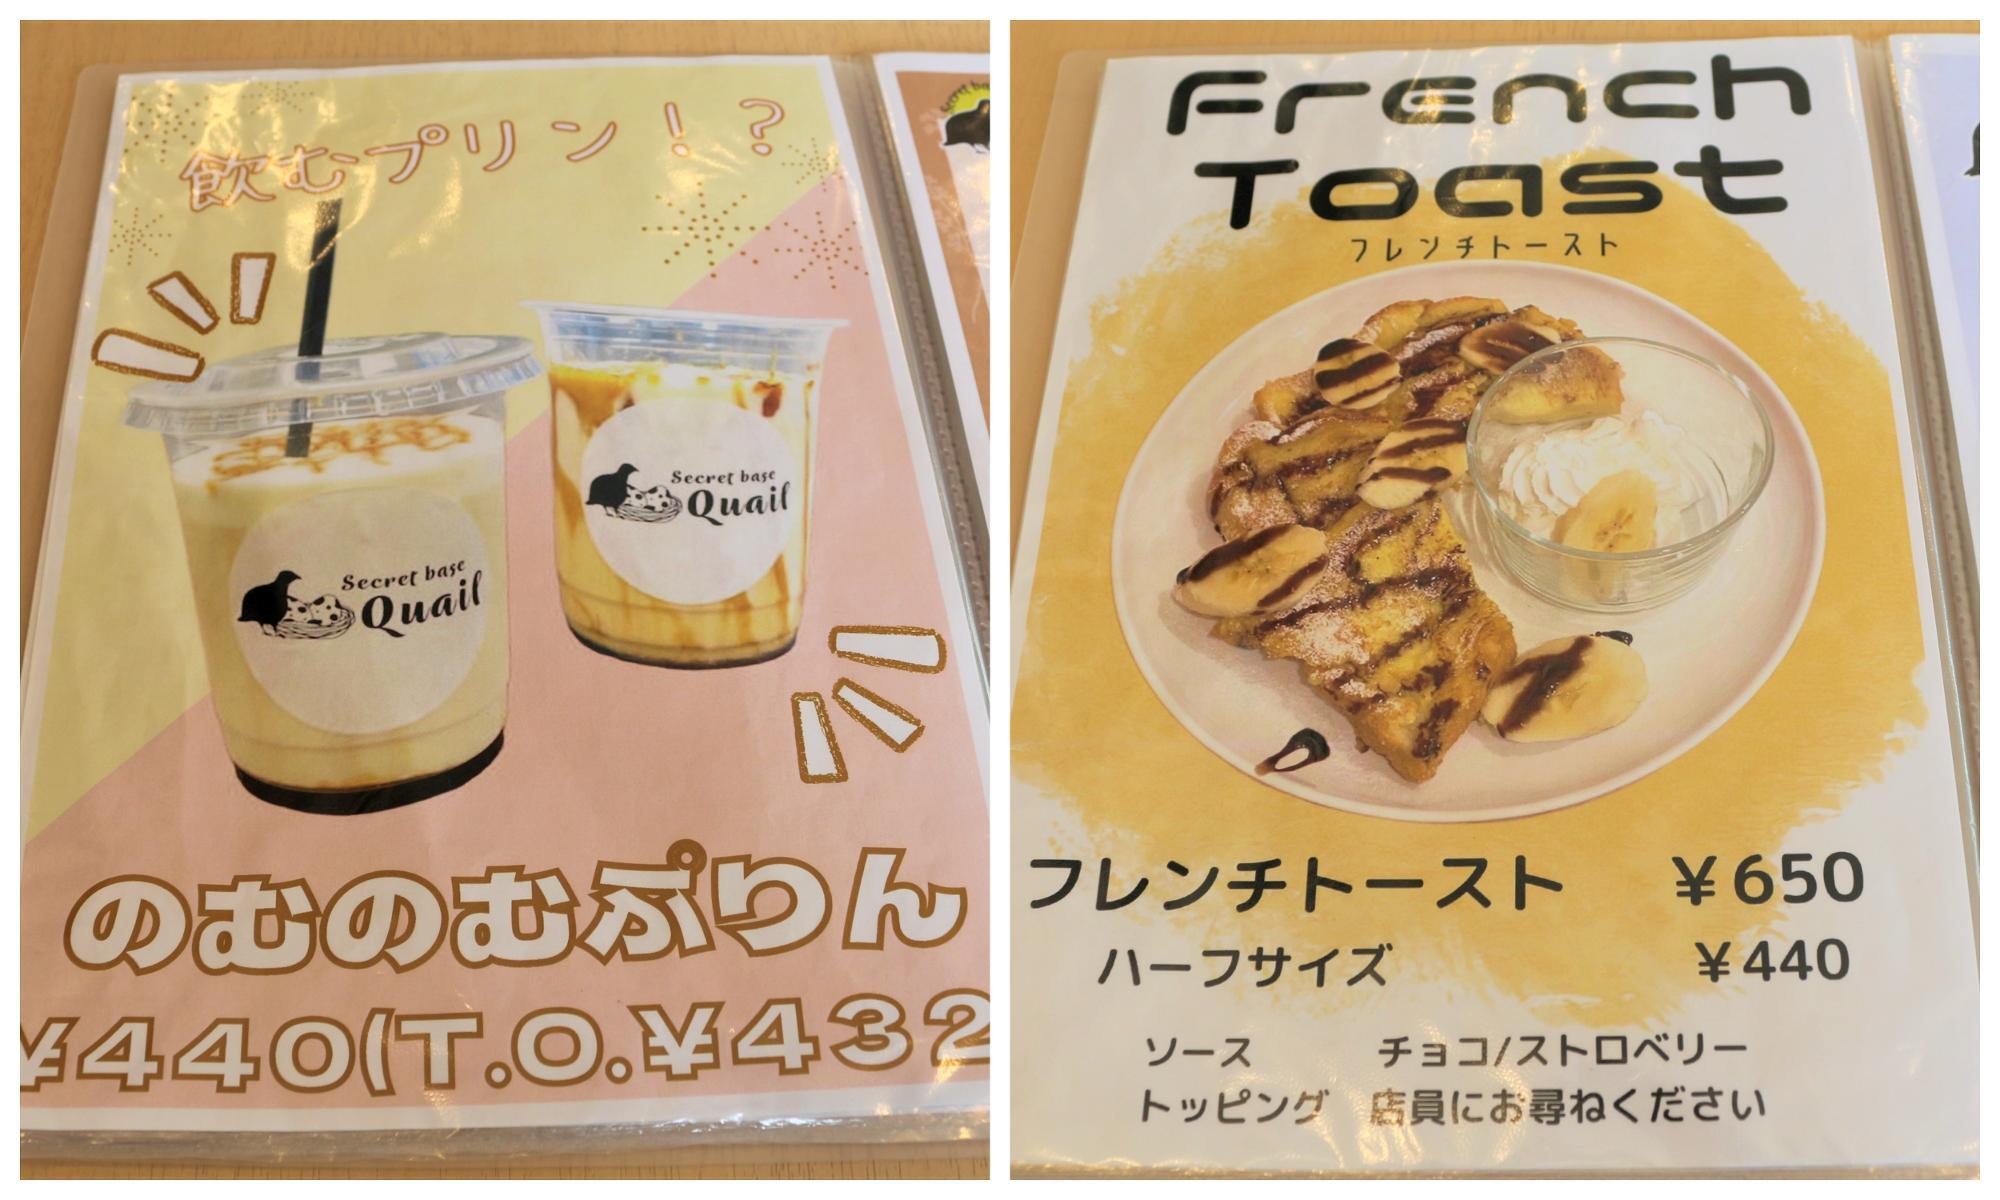 飲むプリン！？
Secret base
Quail
Secret base
Quail
のむのむぷりん
¥440(T.O.¥432
Secret ba
French
Toast
フレンチトースト
フレンチトースト ¥650
ハーフサイズ ¥440
ソース チョコ/ストロベリー
トッピング 店員にお尋ねください